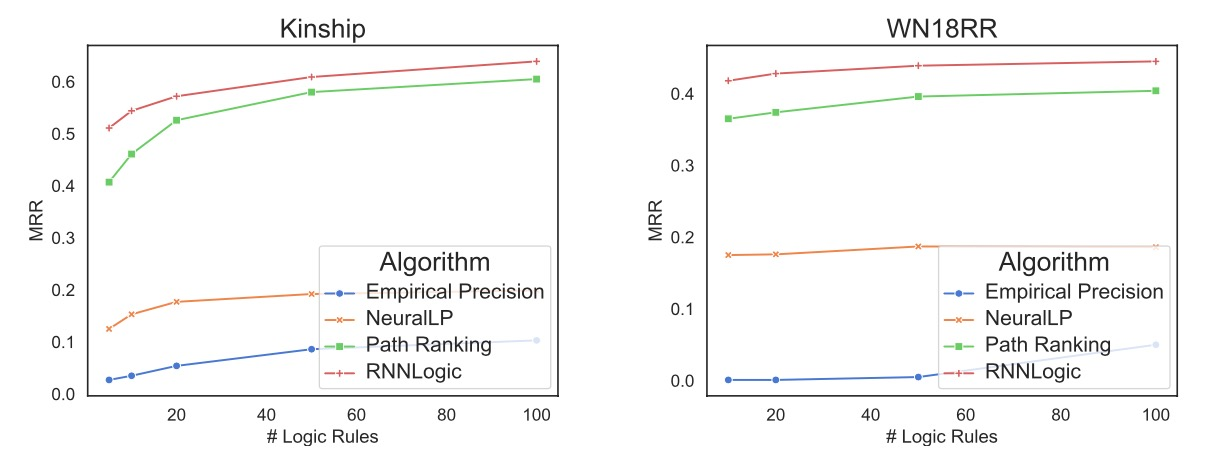 Kinship
MRR
0.6
0.5
0.4
0.3
0.2
0.1
0.0
20 40 60 80 100
# Logic Rules
Algorithm
Empirical Precision
NeuralLP
Path Ranking
RNNLogic
WN18RR
MRR
0.4
0.3
0.2
0.1
0.0
20 40 60 80 100
# Logic Rules
Algorithm
Empirical Precision
NeuralLP
Path Ranking
RNNLogic